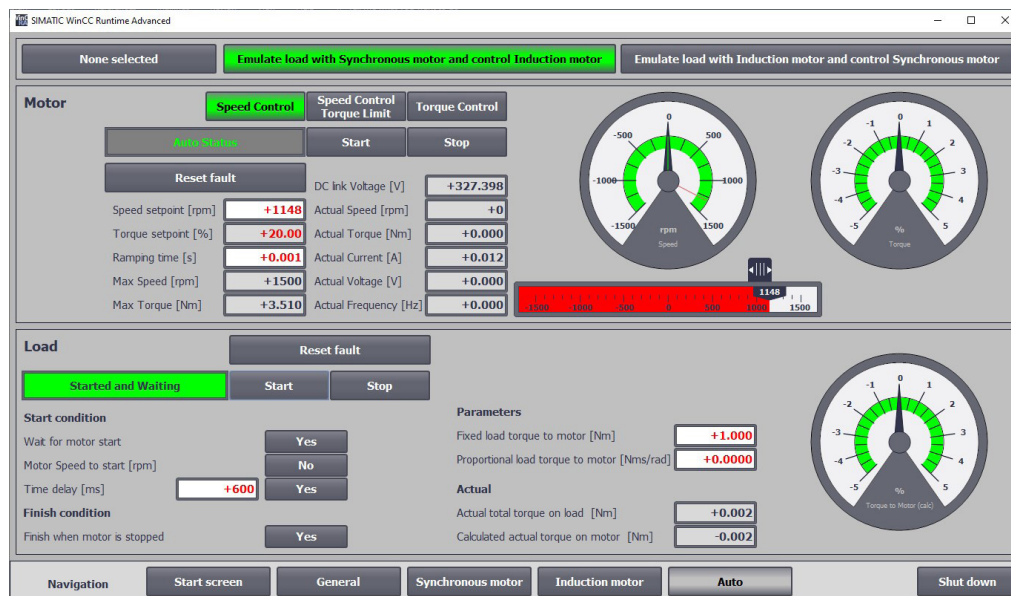 SIMATIC WinCC Runtime Advanced
None selected
Emulate load with Synchronous motor and control Induction motor
Emulate load with Induction motor and control Synchronous motor
Motor
Speed Control
Speed Control
Torque Limit
Torque Control
Auto Status
Start
Stop
Reset fault
DC link Voltage [V] +327.398
Speed setpoint [rpm] +1148
Actual Speed [rpm] +0
Torque setpoint [%] +20.00
Actual Torque [Nm] +0.000
Ramping time [s] +0.001
Actual Current [A] +0.012
Max Speed [rpm] +1500
Actual Voltage [V] +0.000
Max Torque [Nm] +3.510
Actual Frequency [Hz] +0.000
-1500 -1000 -500 0 500 1000 1500
rpm
Speed
-5 -4 -3 -2 -1 0 1 2 3 4 5
%
Torque
1148
-1500 -1000 -500 0 500 1000 1500
Load
Reset fault
Started and Waiting
Start
Stop
Start condition
Wait for motor start Yes
Motor Speed to start [rpm] No
Time delay [ms] +600 Yes
Finish condition
Finish when motor is stopped Yes
Parameters
Fixed load torque to motor [Nm] +1.000
Proportional load torque to motor [Nms/rad] +0.0000
Actual
Actual total torque on load [Nm] +0.002
Calculated actual torque on motor [Nm] -0.002
-5 -4 -3 -2 -1 0 1 2 3 4 5
%
Torque to Motor (calc)
Navigation
Start screen
General
Synchronous motor
Induction motor
Auto
Shut down